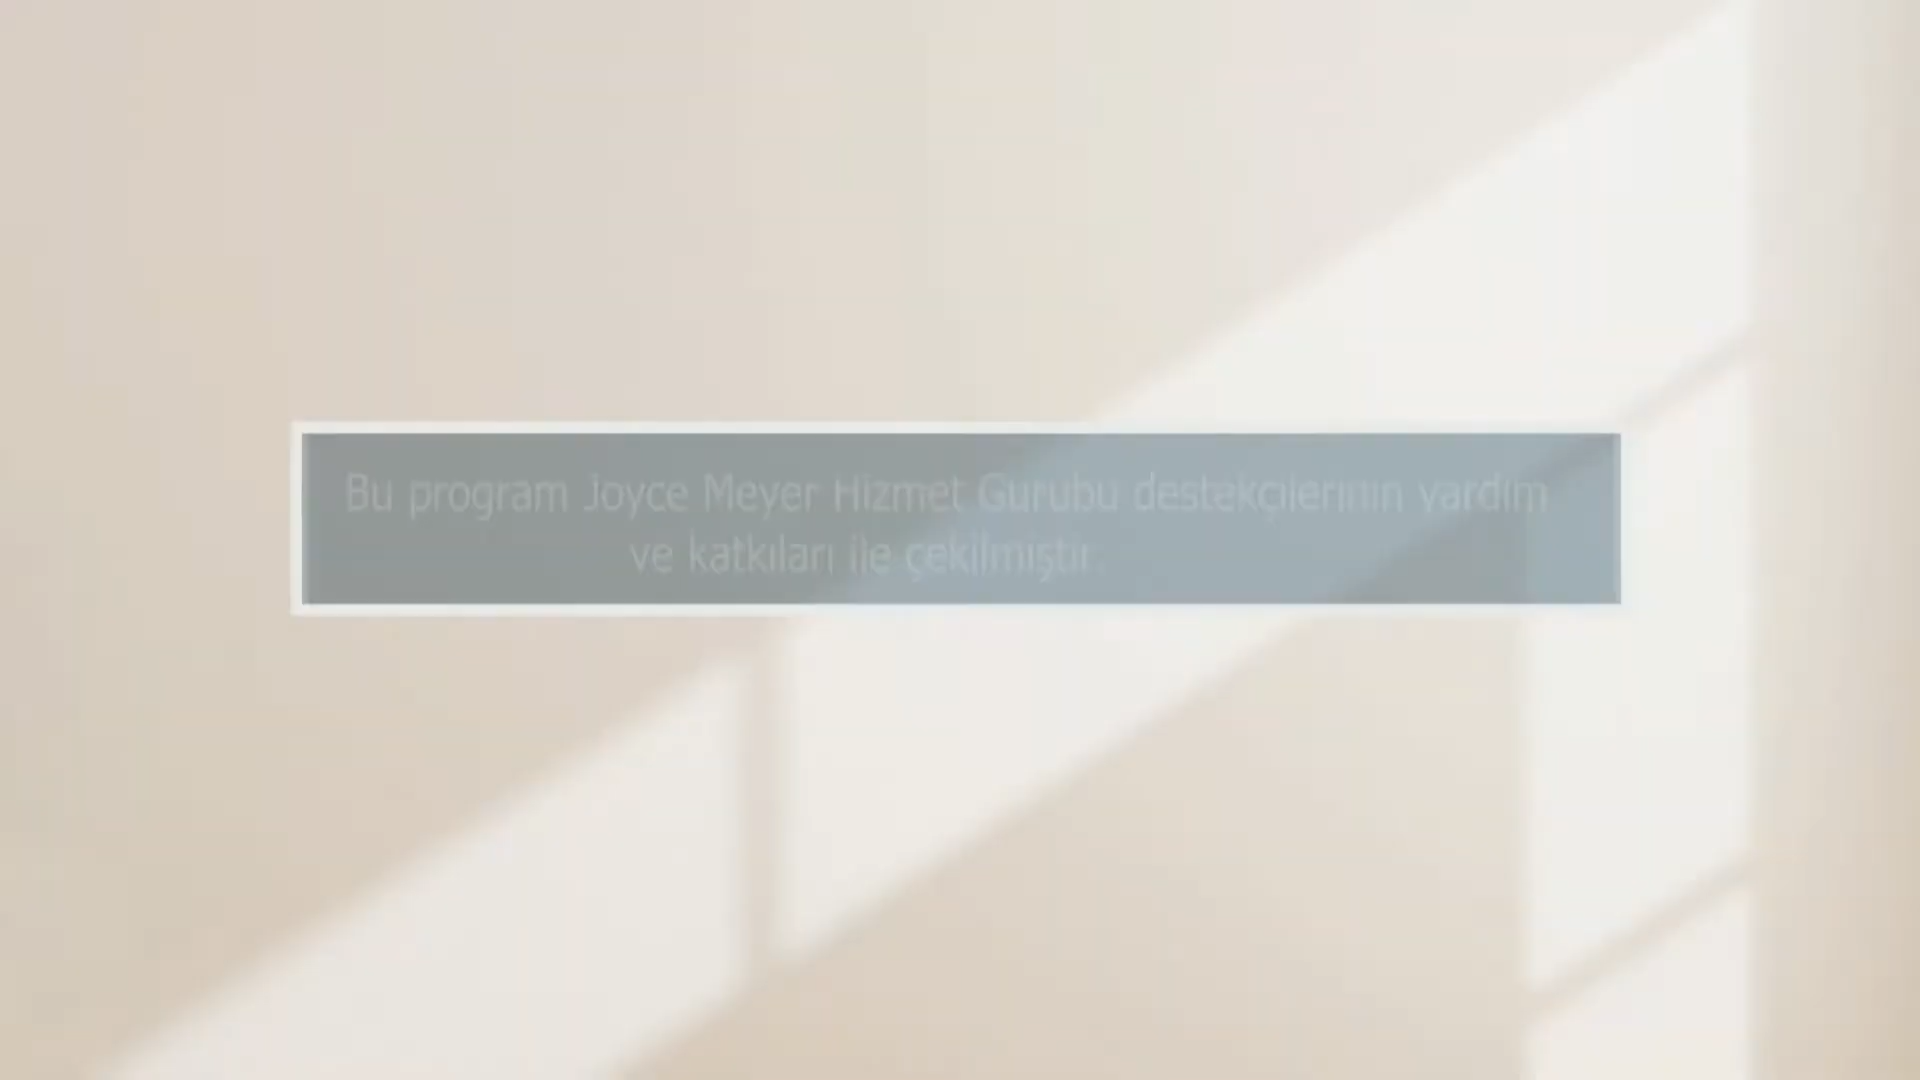 Bu program Joyce Meyer Hizmet Gurubu destekçilerinin yardım
ve katkıları ile çekilmiştir.